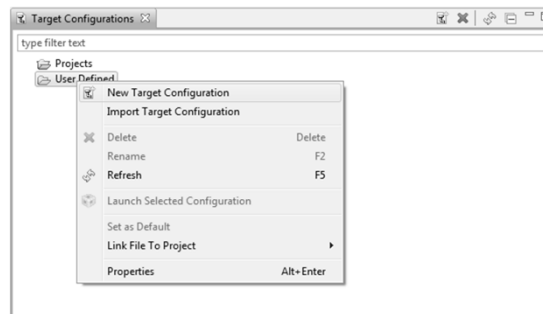 Target Configurations
type filter text
Projects
User Defined
New Target Configuration
Import Target Configuration
Delete Delete
Rename F2
Refresh F5
Launch Selected Configuration
Set as Default
Link File To Project
Properties Alt+Enter